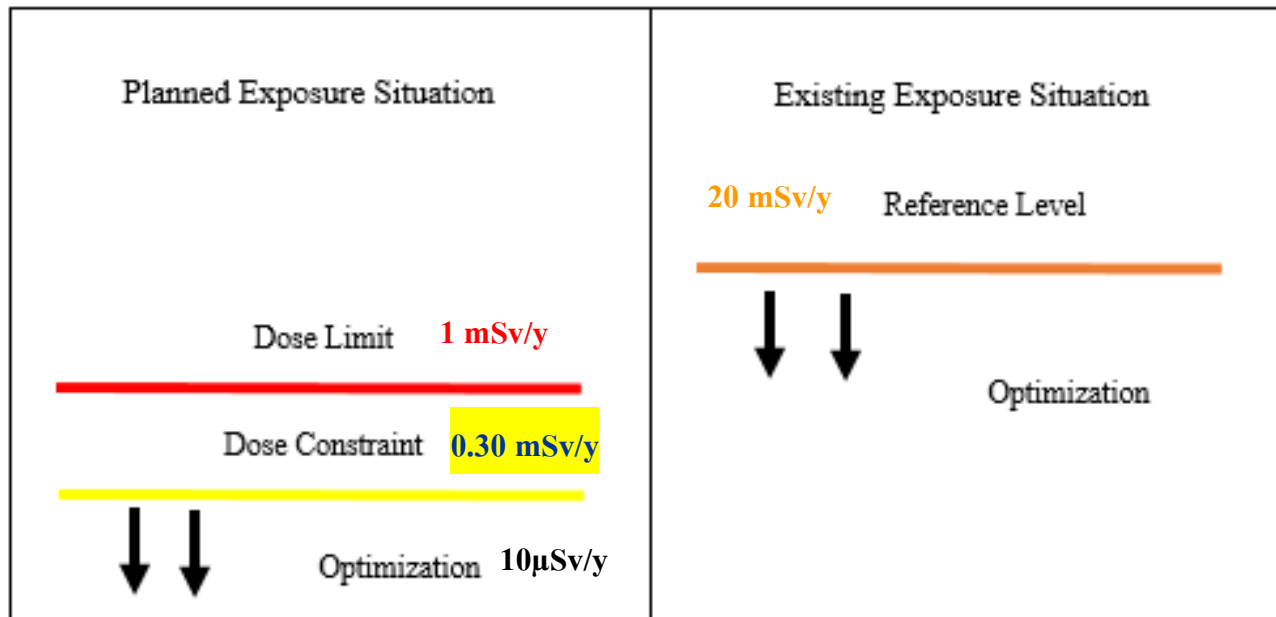 Planned Exposure Situation
Dose Limit 1 mSv/y
Dose Constraint 0.30 mSv/y
Optimization 10µSv/y
Existing Exposure Situation
20 mSv/y Reference Level
Optimization